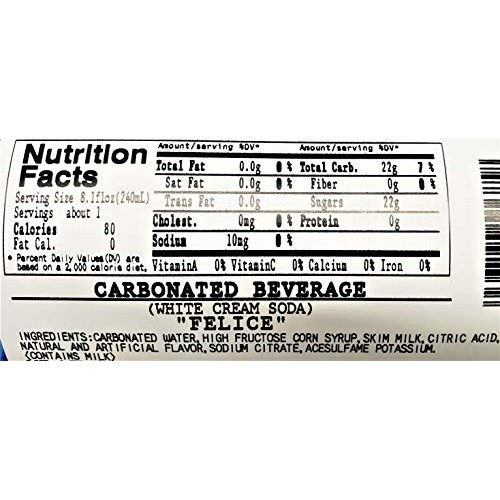 Nutrition Facts
Amount/serving %DV* Amount/serving %DV*
Total Fat 0.0g 0 % Total Carb. 22g 7 %
Sat Fat 0.0g 0 % Fiber 0g 0 %
Trans Fat 0.0g Sugars 22g
Cholest. 0mg 0 % Protein 0g
Sodium 10mg 0 %
Serving Size 8.1floz(240mL)
Servings about 1
Calories 80
Fat Cal. 0
* Percent Daily Values(DV) are
based on a 2,000 calorie diet.
VitaminA 0% VitaminC 0% Calcium 0% Iron 0%
CARBONATED BEVERAGE
(WHITE CREAM SODA)
"FELICE"
INGREDIENTS:CARBONATED WATER, HIGH FRUCTOSE CORN SYRUP, SKIM MILK, CITRIC ACID,
NATURAL AND ARTIFICIAL FLAVOR, SODIUM CITRATE, ACESULFAME POTASSIUM.
(CONTAINS MILK)